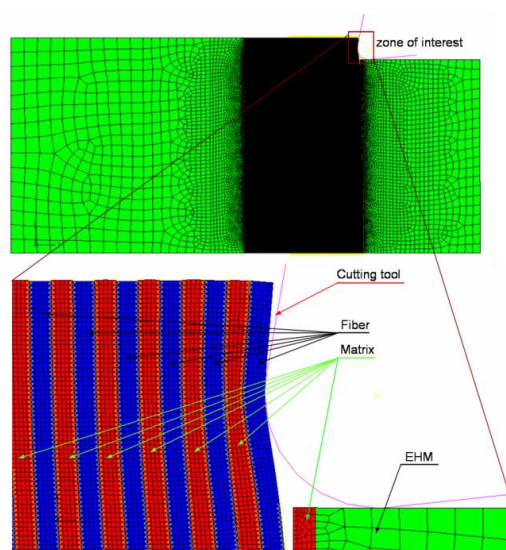 zone of interest
Cutting tool
Fiber
Matrix
EHM